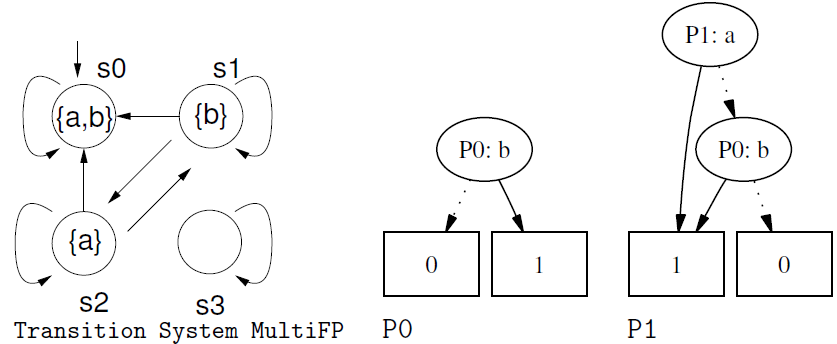 s0
s1
{a,b}
{b}
{a}
s2
s3
Transition System MultiFP
P0: b
0
1
P0
P1: a
P0: b
1
0
P1